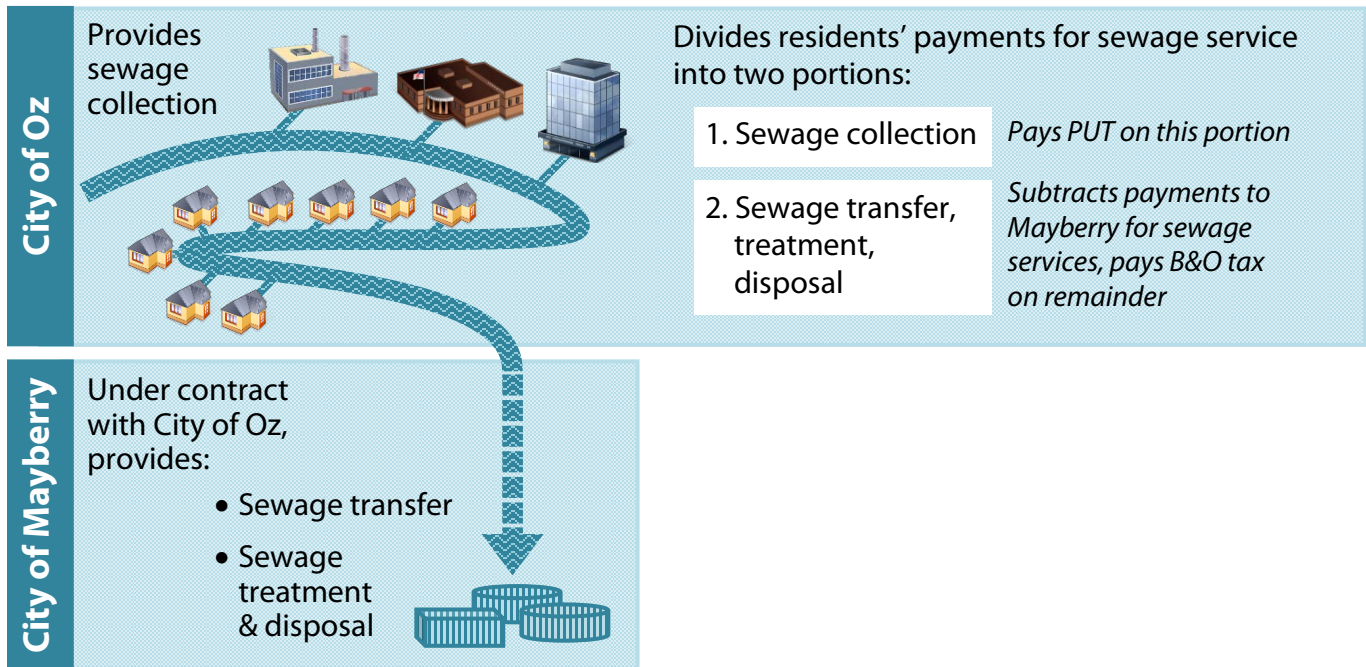 City of Oz
Provides
sewage
collection
Divides residents’ payments for sewage service
into two portions:
1. Sewage collection
Pays PUT on this portion
2. Sewage transfer,
treatment,
disposal
Subtracts payments to
Mayberry for sewage
services, pays B&O tax
on remainder
City of Mayberry
Under contract
with City of Oz,
provides:
• Sewage transfer
• Sewage
treatment
& disposal